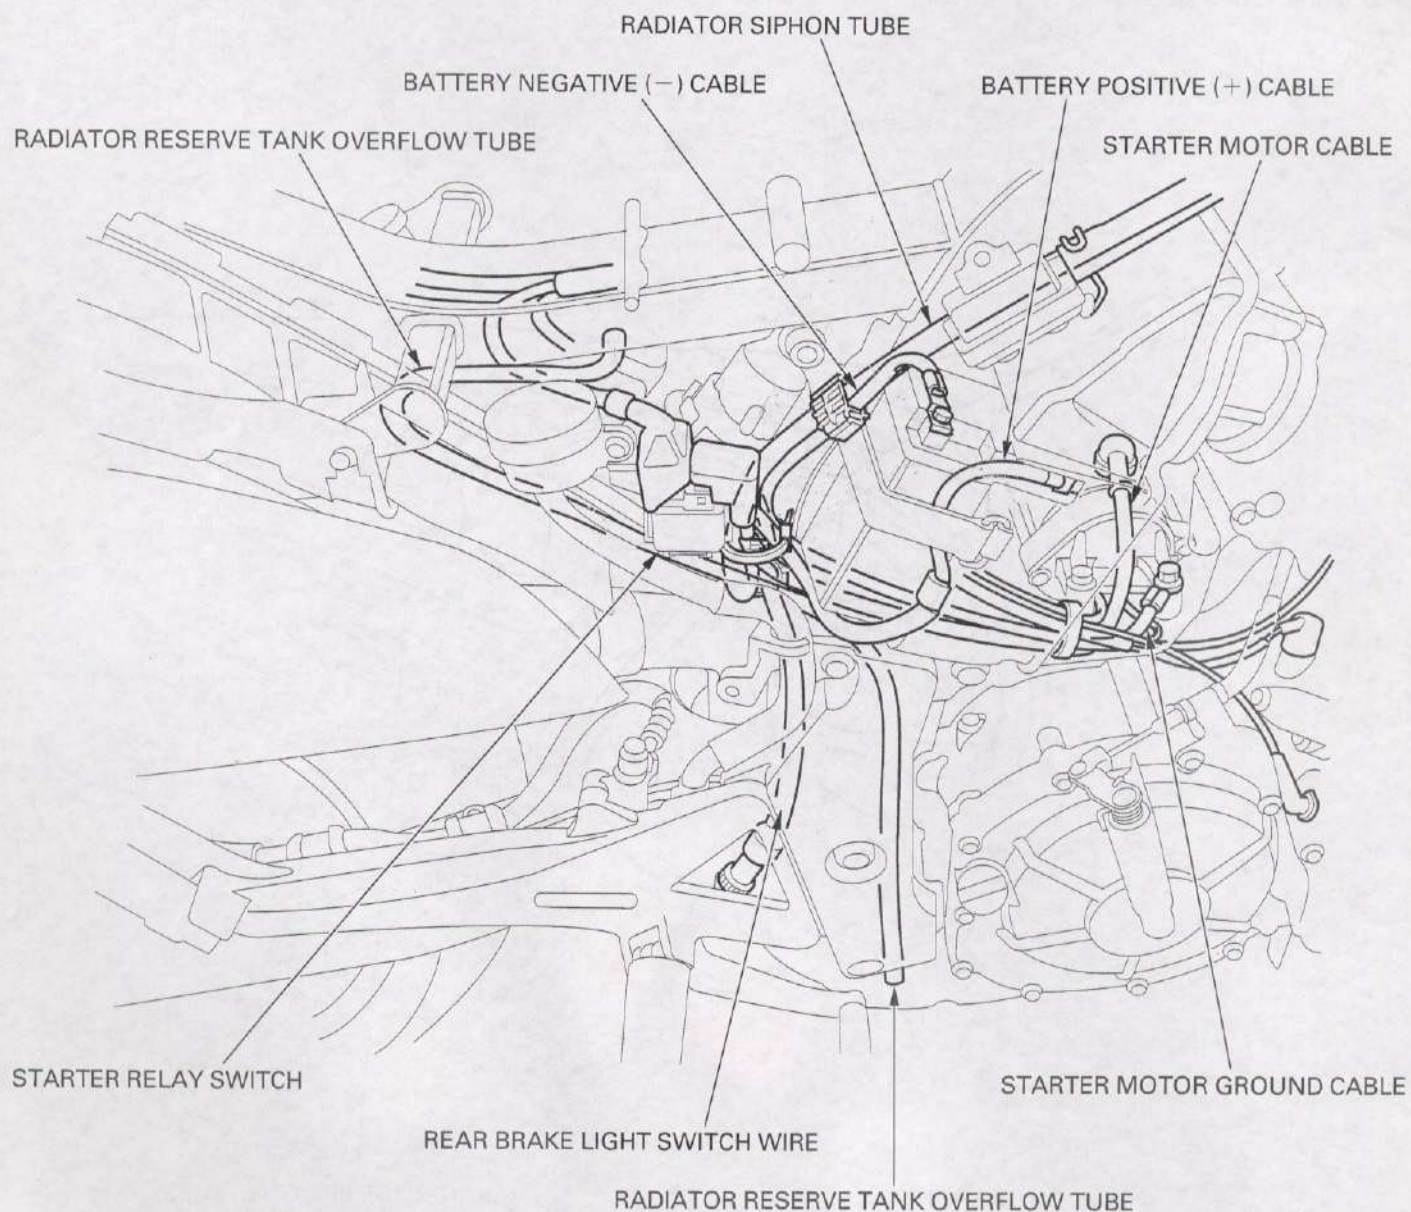 RADIATOR SIPHON TUBE
BATTERY NEGATIVE (−) CABLE
BATTERY POSITIVE (+) CABLE
RADIATOR RESERVE TANK OVERFLOW TUBE
STARTER MOTOR CABLE
STARTER RELAY SWITCH
STARTER MOTOR GROUND CABLE
REAR BRAKE LIGHT SWITCH WIRE
RADIATOR RESERVE TANK OVERFLOW TUBE